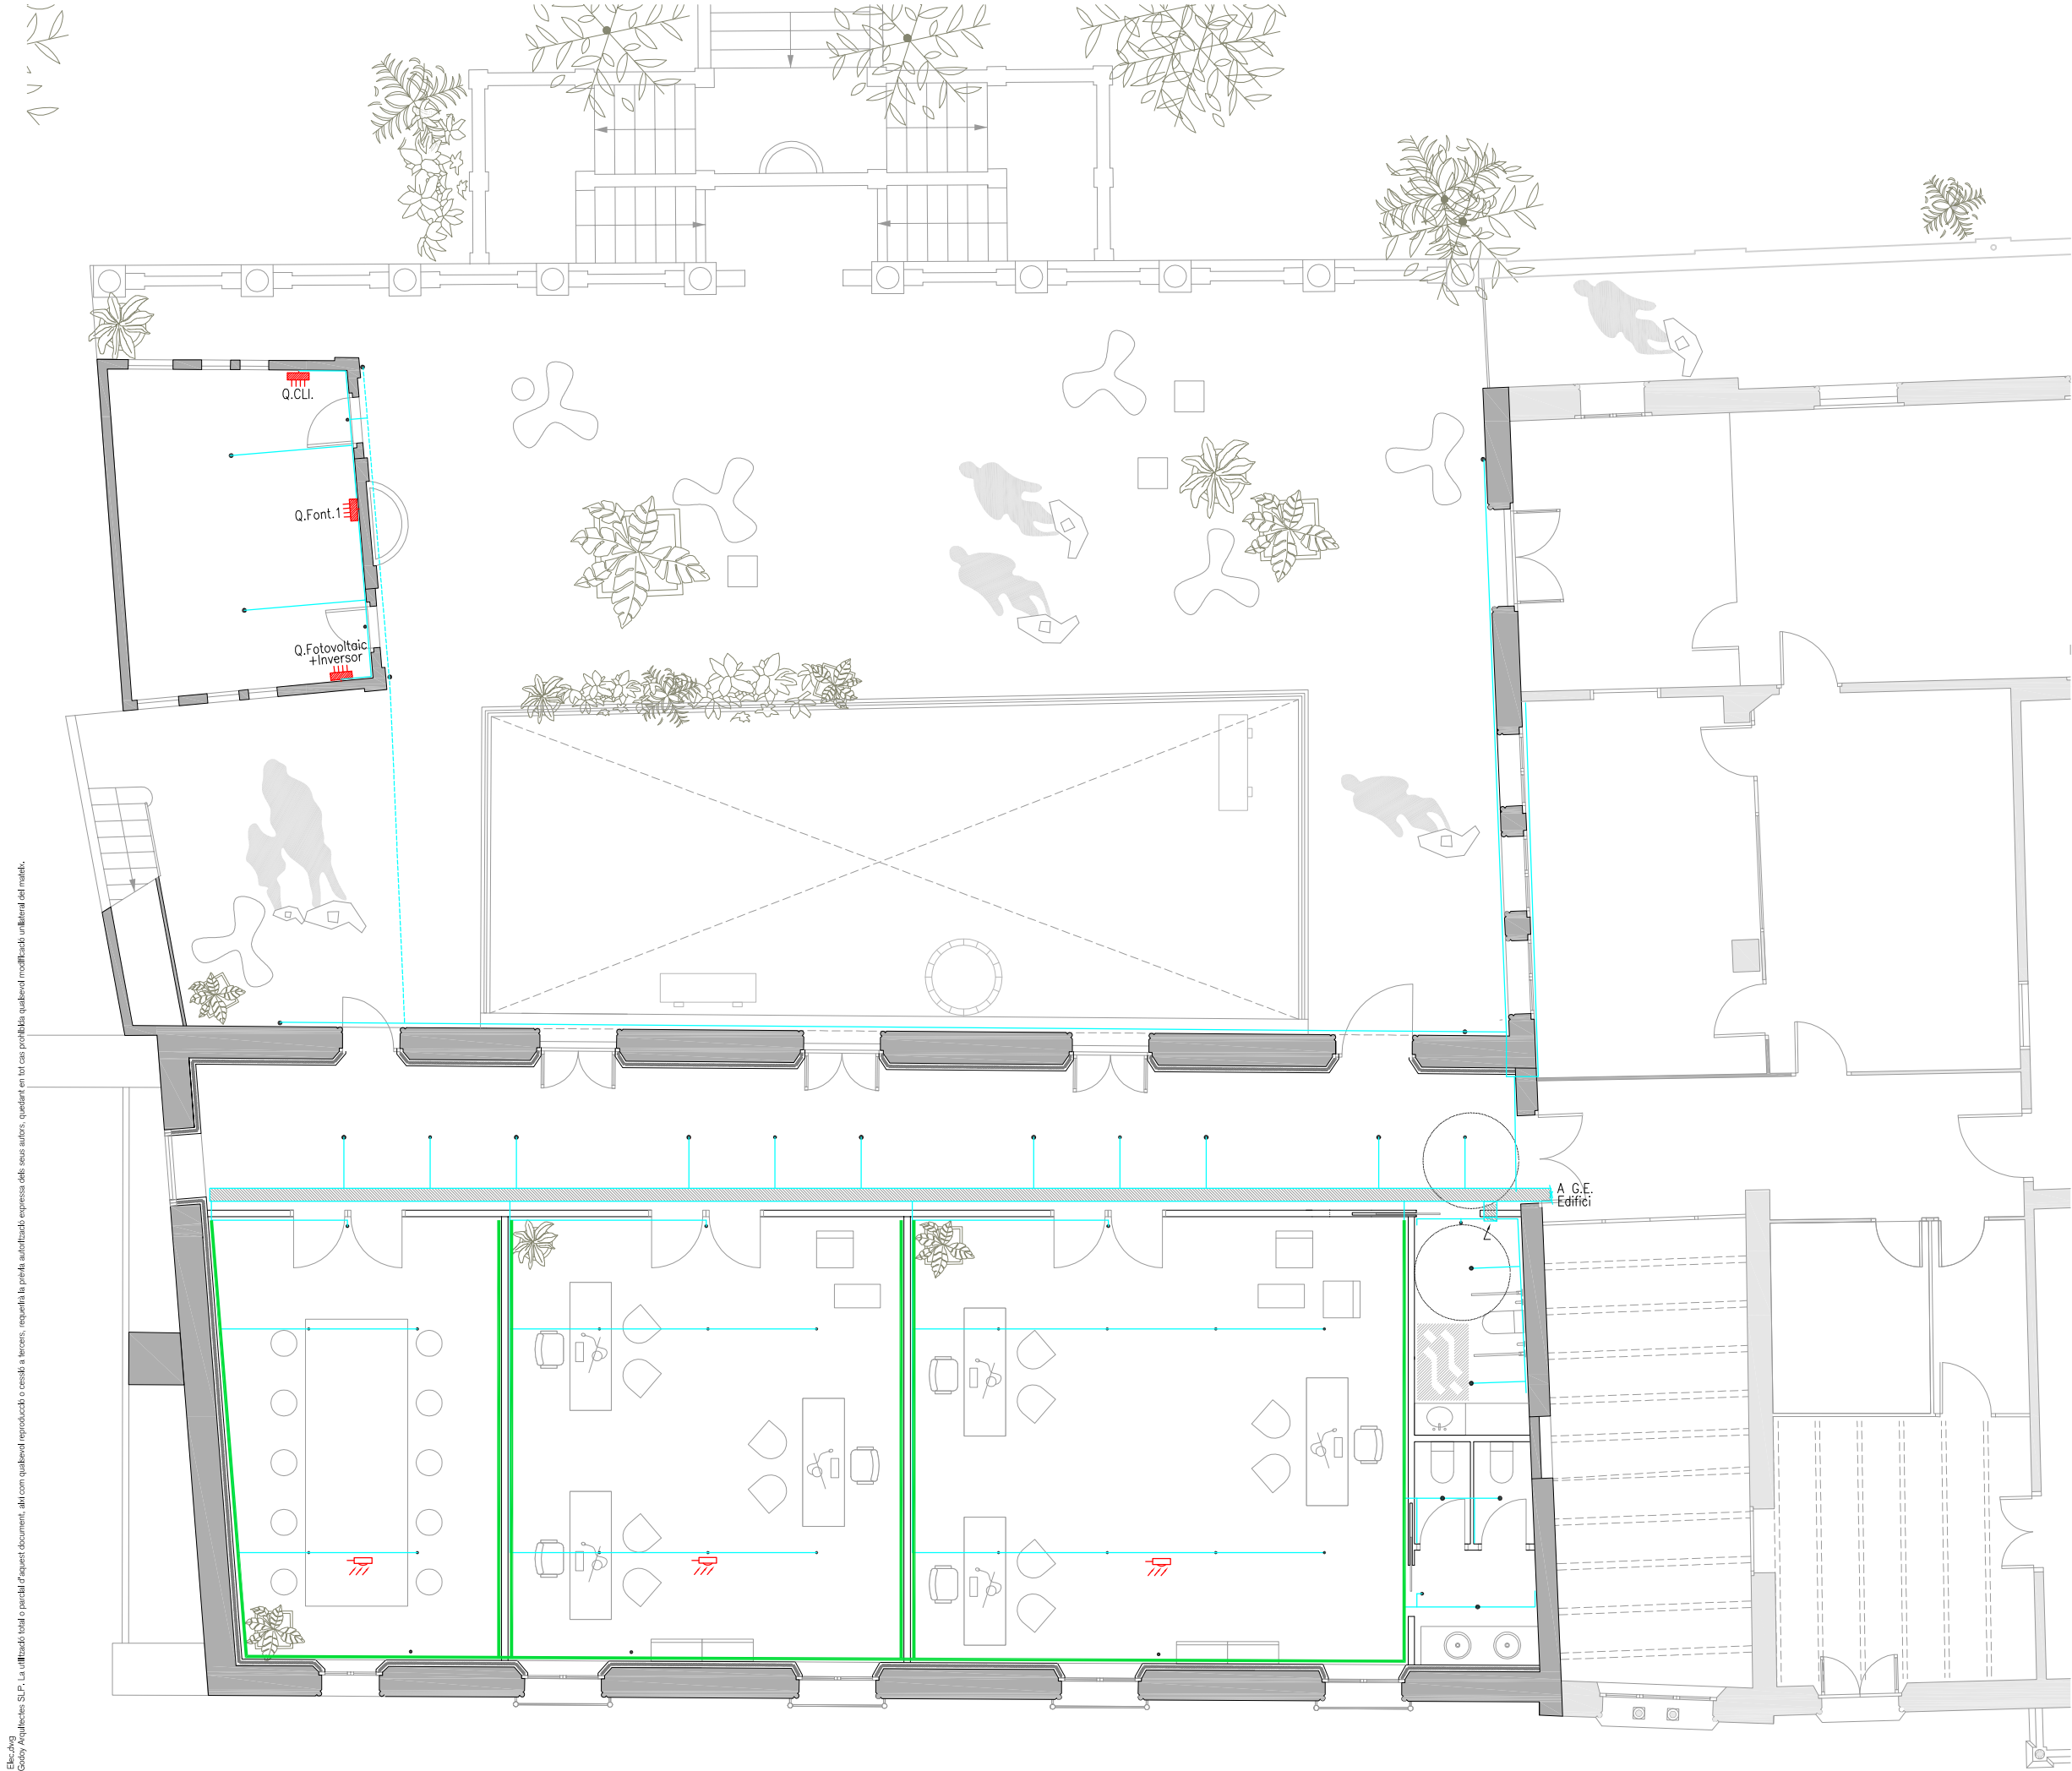 Q.CLI.
Q.Font.1
Q.Fotovoltaic
+Inversor
A G.E.
Edifici
Elec.dwg
Godoy Arquitectes SLP. La utilització total o parcial d'aquest document, així com qualsevol reproducció o cessió a tercers, requerirà la prèvia autorització expressa dels seus autors, quedant en tot cas prohibida qualsevol modificació unilateral del mateix.